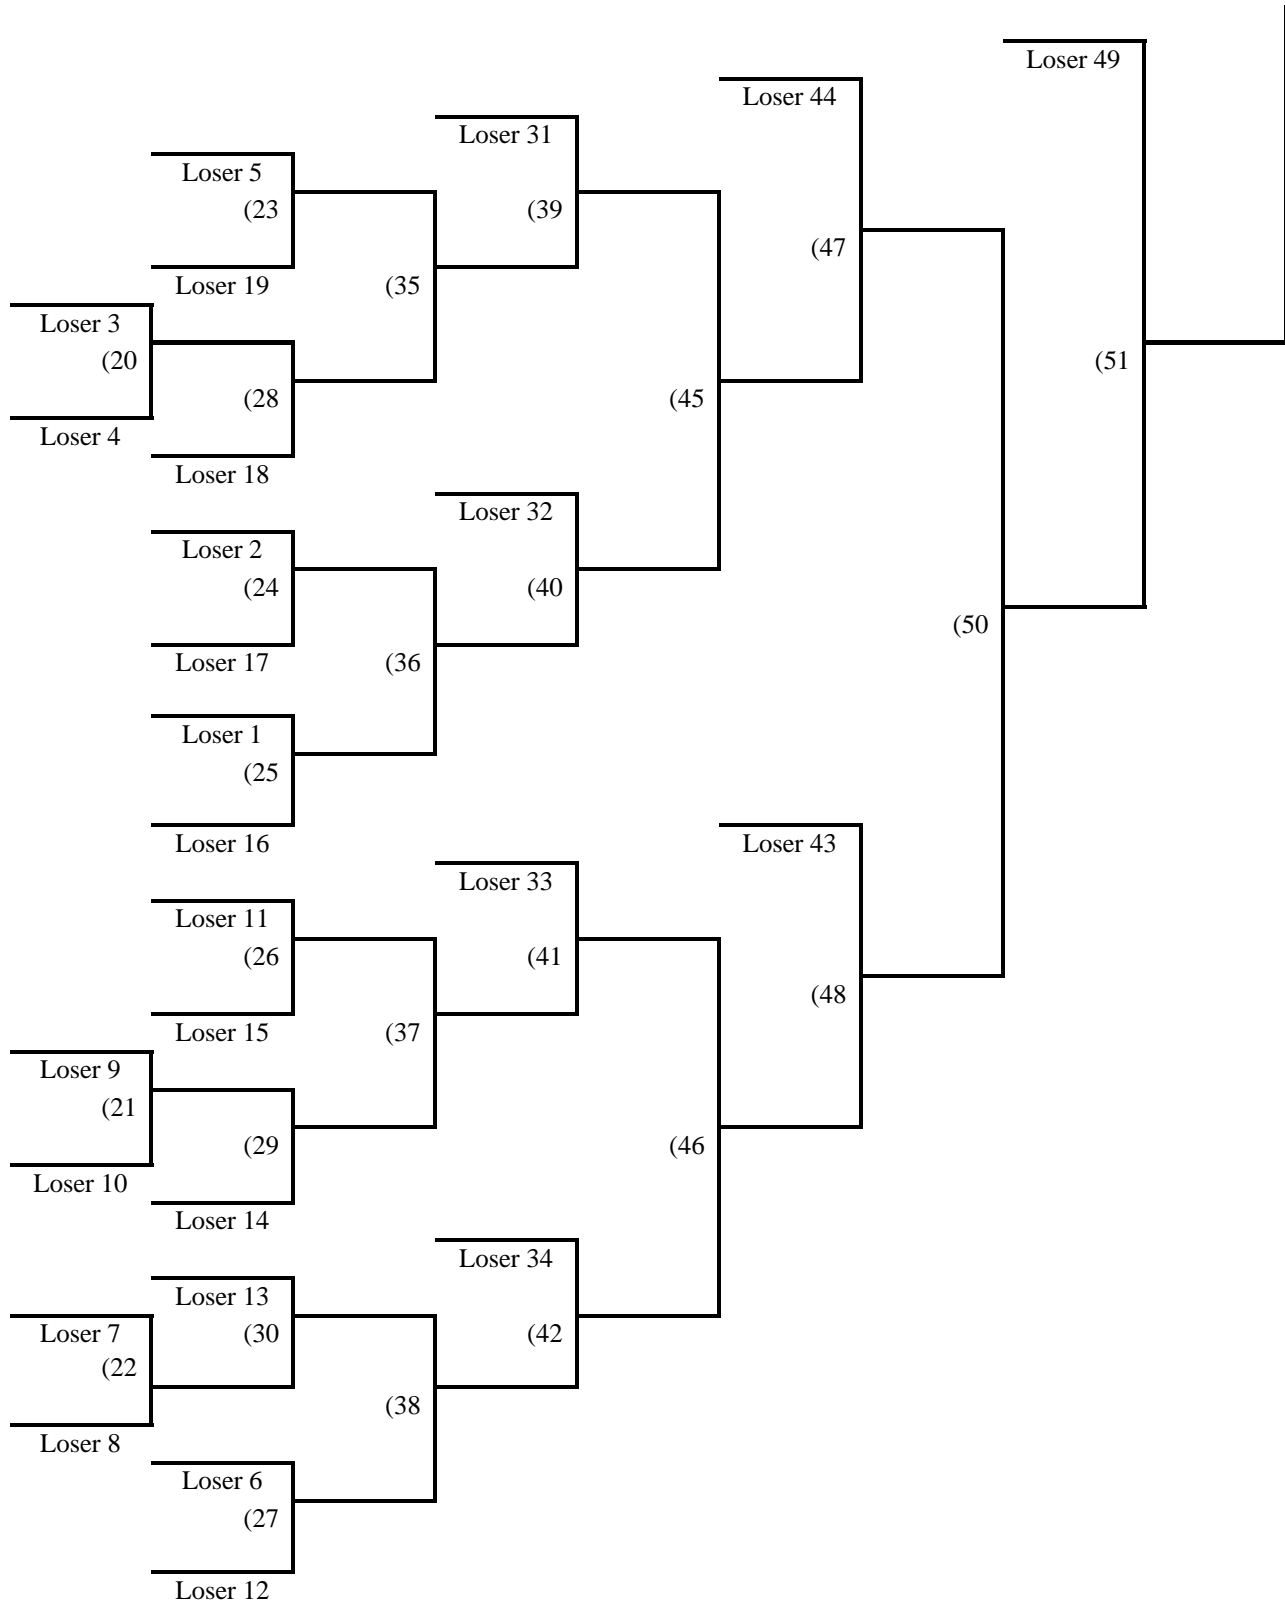 Loser 49
Loser 44
Loser 31
Loser 5
(23
(39
(47
Loser 19
(35
Loser 3
(20
(51
(28
(45
Loser 4
Loser 18
Loser 32
Loser 2
(24
(40
(50
Loser 17
(36
Loser 1
(25
Loser 16
Loser 43
Loser 33
Loser 11
(26
(41
(48
Loser 15
(37
Loser 9
(21
(29
(46
Loser 10
Loser 14
Loser 34
Loser 13
Loser 7
(30
(42
(22
(38
Loser 8
Loser 6
(27
Loser 12